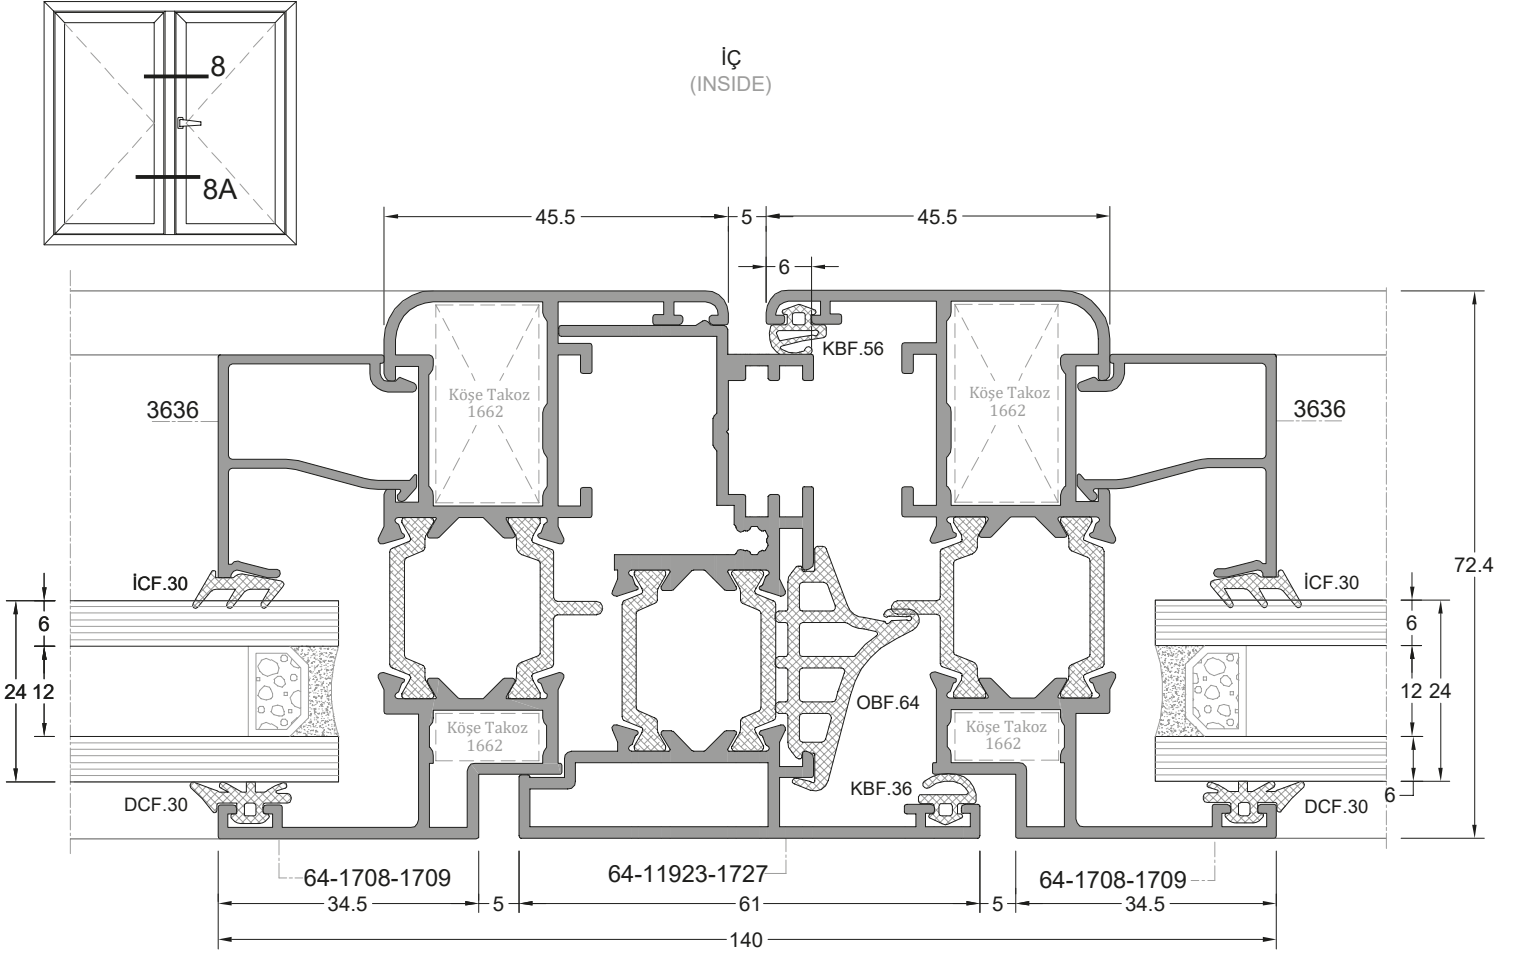 8
8A
İÇ
(INSIDE)
45.5
5
45.5
6
KBF.56
Köşe Takoz
1662
Köşe Takoz
1662
3636
3636
72.4
İCF.30
İCF.30
6
12
24
6
12
24
6
OBF.64
Köşe Takoz
1662
Köşe Takoz
1662
KBF.36
DCF.30
DCF.30
64-1708-1709
64-11923-1727
64-1708-1709
34.5
5
61
5
34.5
140